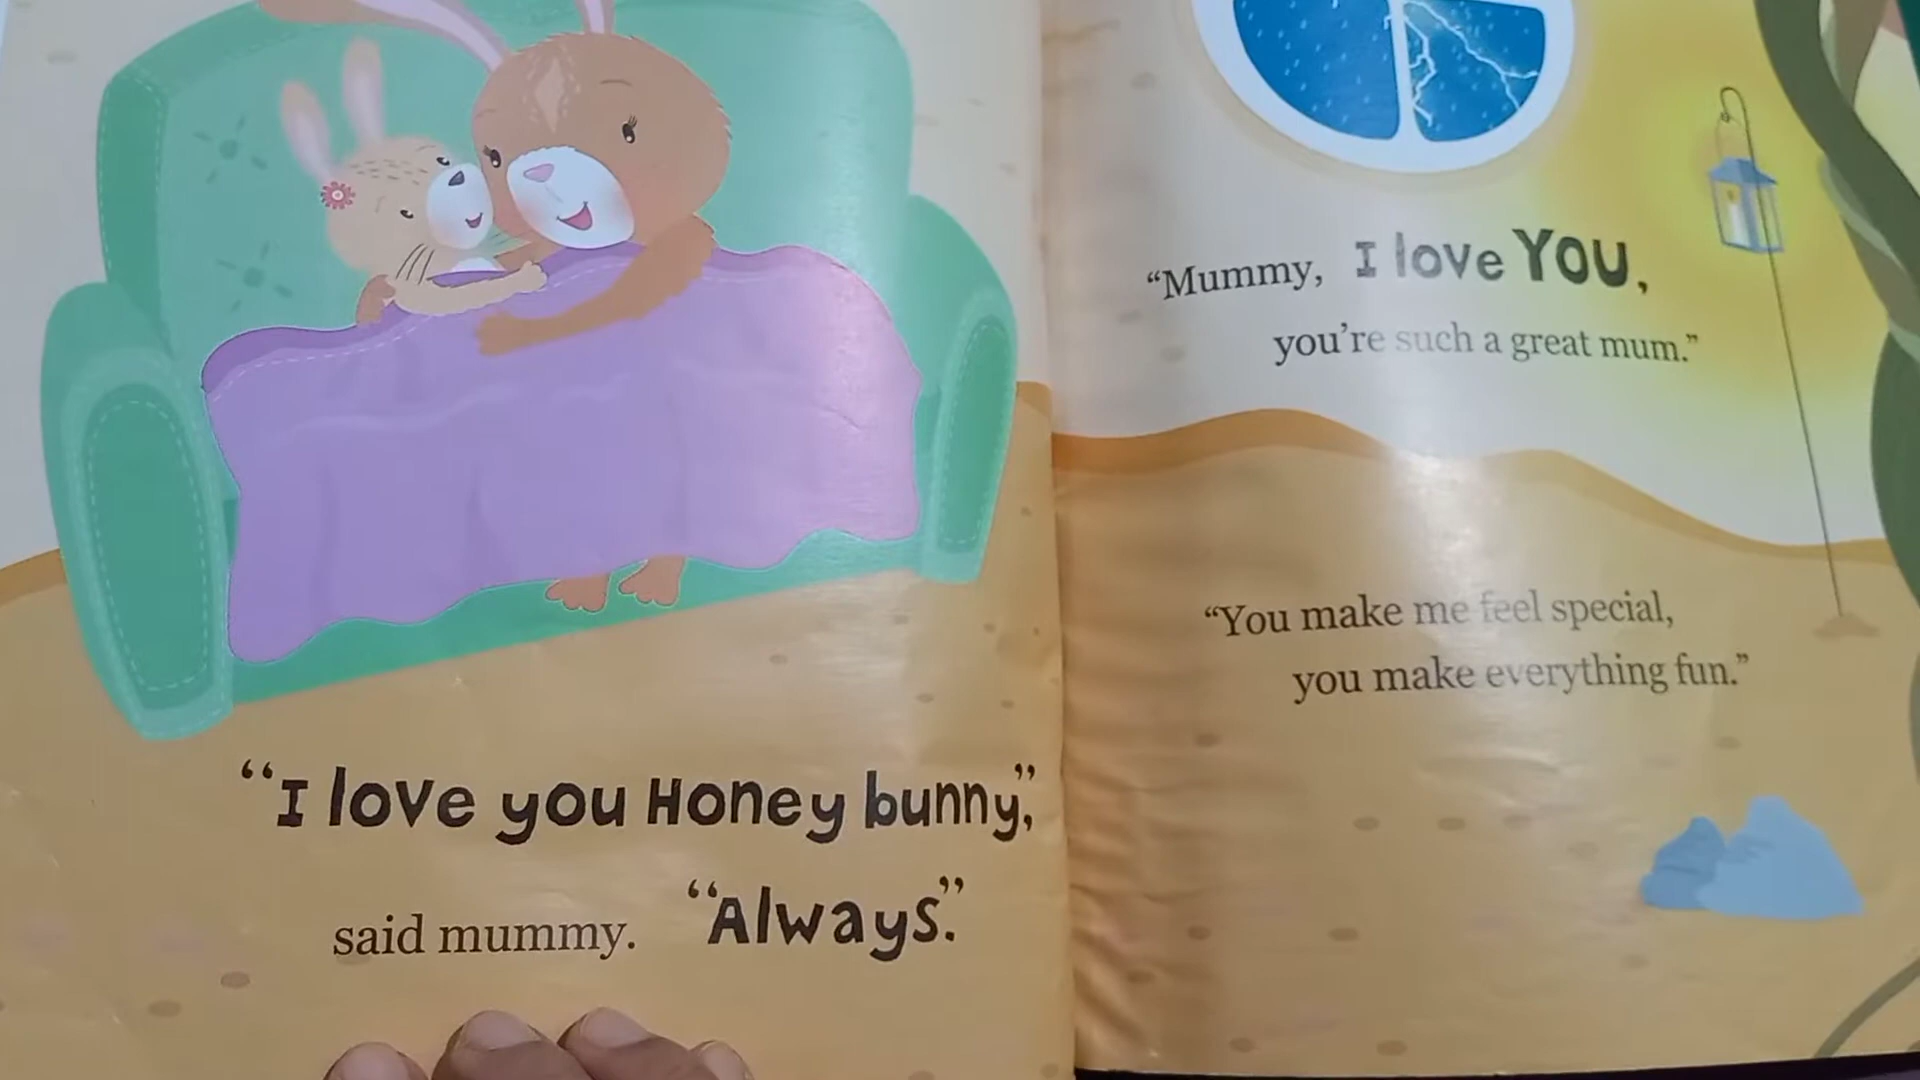 “I love you Honey bunny,”
said mummy. “Always.”
“Mummy, I love YOU,
you’re such a great mum.”
“You make me feel special,
you make everything fun.”